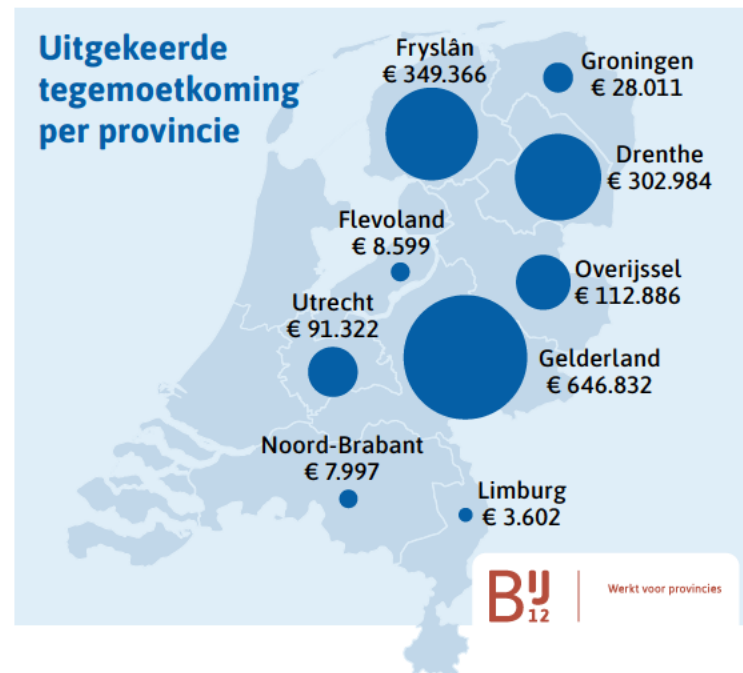 Uitgekeerde
tegemoetkoming
per provincie
Fryslân
€ 349.366
Groningen
€ 28.011
Drenthe
€ 302.984
Flevoland
€ 8.599
Overijssel
€ 112.886
Utrecht
€ 91.322
Gelderland
€ 646.832
Noord-Brabant
€ 7.997
Limburg
€ 3.602
BIJ
12
Werkt voor provincies